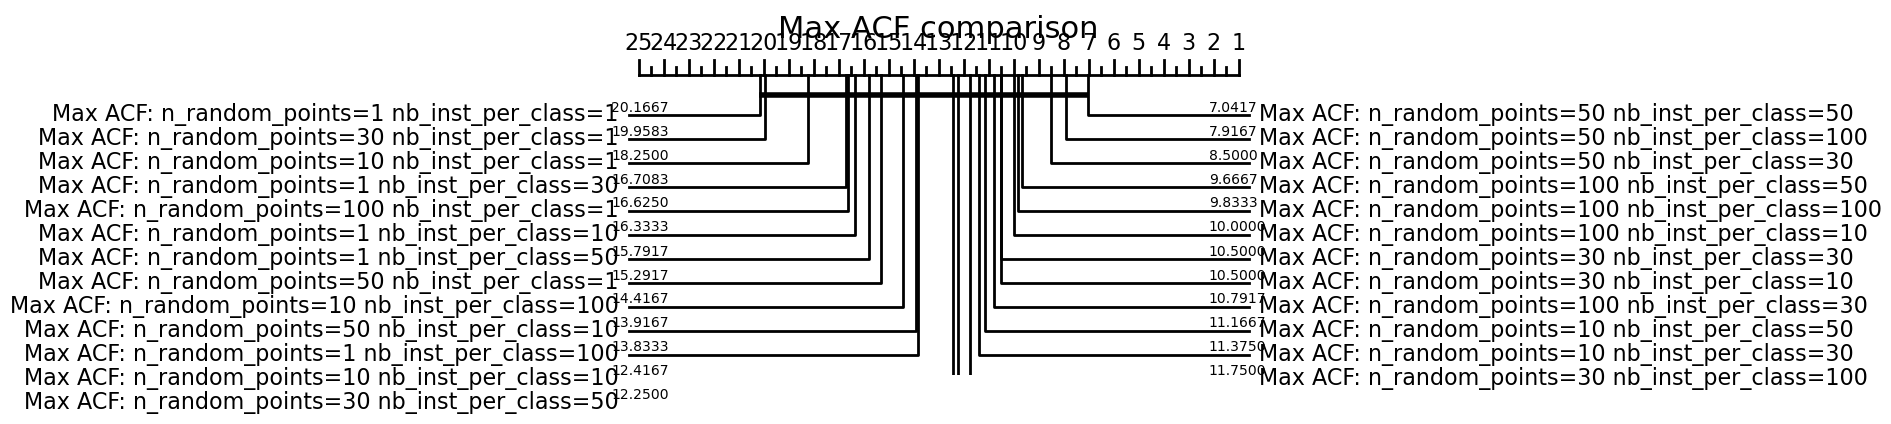 Max ACF comparison
25 24 23 22 21 20 19 18 17 16 15 14 13 12 11 10 9 8 7 6 5 4 3 2 1
Max ACF: n_random_points=1 nb_inst_per_class=1 20.1667 7.0417 Max ACF: n_random_points=50 nb_inst_per_class=50
Max ACF: n_random_points=30 nb_inst_per_class=1 19.9583 7.9167 Max ACF: n_random_points=50 nb_inst_per_class=100
Max ACF: n_random_points=10 nb_inst_per_class=1 18.2500 8.5000 Max ACF: n_random_points=50 nb_inst_per_class=30
Max ACF: n_random_points=1 nb_inst_per_class=30 16.7083 9.6667 Max ACF: n_random_points=100 nb_inst_per_class=50
Max ACF: n_random_points=100 nb_inst_per_class=1 16.6250 9.8333 Max ACF: n_random_points=100 nb_inst_per_class=100
Max ACF: n_random_points=1 nb_inst_per_class=10 16.3333 10.0000 Max ACF: n_random_points=100 nb_inst_per_class=10
Max ACF: n_random_points=1 nb_inst_per_class=50 15.7917 10.5000 Max ACF: n_random_points=30 nb_inst_per_class=30
Max ACF: n_random_points=50 nb_inst_per_class=1 15.2917 10.5000 Max ACF: n_random_points=30 nb_inst_per_class=10
Max ACF: n_random_points=10 nb_inst_per_class=100 14.4167 10.7917 Max ACF: n_random_points=100 nb_inst_per_class=30
Max ACF: n_random_points=50 nb_inst_per_class=10 13.9167 11.1667 Max ACF: n_random_points=10 nb_inst_per_class=50
Max ACF: n_random_points=1 nb_inst_per_class=100 13.8333 11.3750 Max ACF: n_random_points=10 nb_inst_per_class=30
Max ACF: n_random_points=10 nb_inst_per_class=10 12.4167 11.7500 Max ACF: n_random_points=30 nb_inst_per_class=100
Max ACF: n_random_points=30 nb_inst_per_class=50 12.2500